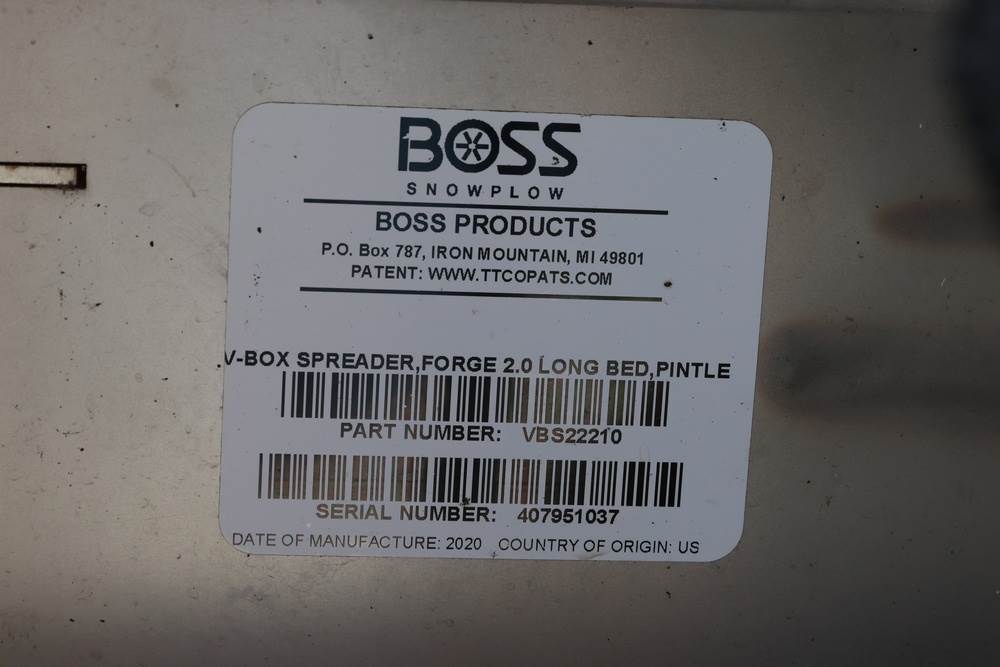 BOSS
SNOWPLOW
BOSS PRODUCTS
P.O. Box 787, IRON MOUNTAIN, MI 49801
PATENT: WWW.TTCOPATS.COM
V-BOX SPREADER,FORGE 2.0 LONG BED,PINTLE
PART NUMBER: VBS22210
SERIAL NUMBER: 407951037
DATE OF MANUFACTURE: 2020 COUNTRY OF ORIGIN: US